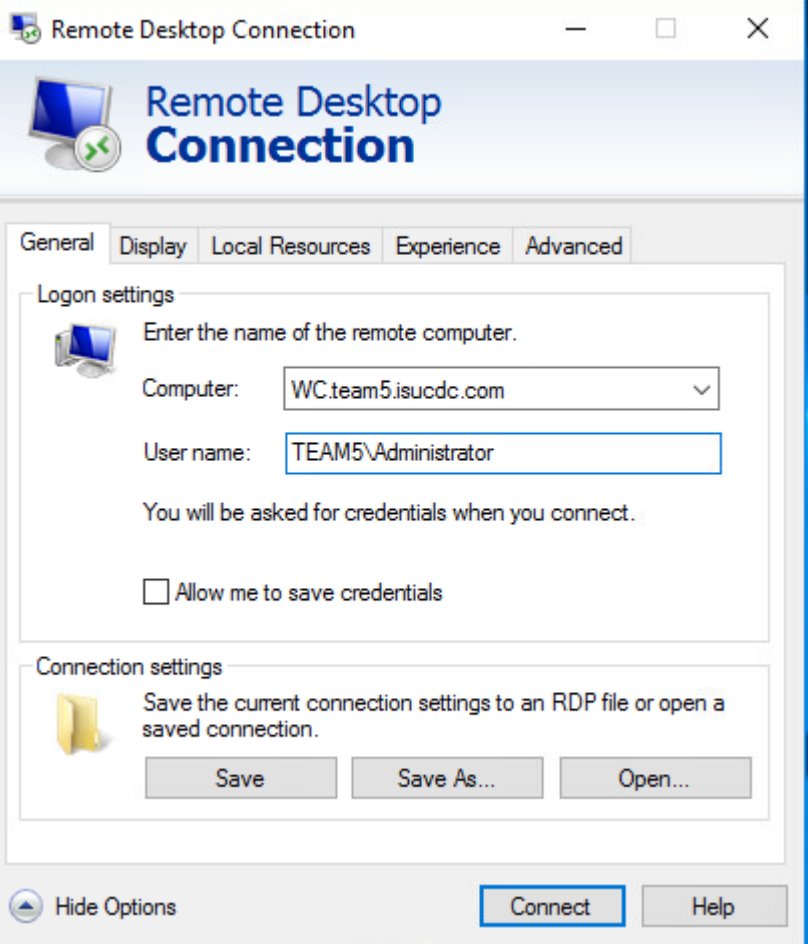 Remote Desktop Connection
Remote Desktop
Connection
General Display Local Resources Experience Advanced
Logon settings
Enter the name of the remote computer.
Computer: WC.team5.isucdc.com
User name: TEAM5\Administrator
You will be asked for credentials when you connect.
Allow me to save credentials
Connection settings
Save the current connection settings to an RDP file or open a
saved connection.
Save Save As... Open...
Hide Options Connect Help